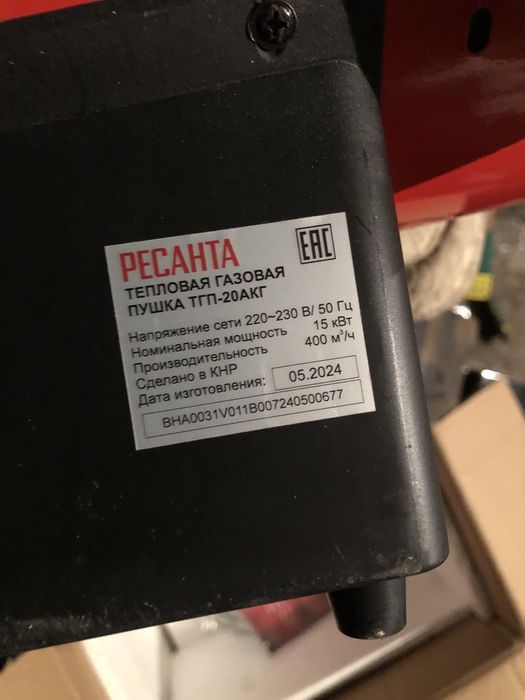 РЕСАНТА
EAC
ТЕПЛОВАЯ ГАЗОВАЯ
ПУШКА ТГП-20АКГ
Напряжение сети 220~230 В/ 50 Гц
Номинальная мощность 15 кВт
Производительность 400 м³/ч
Сделано в КНР
Дата изготовления: 05.2024
BHA0031V011B007240500677